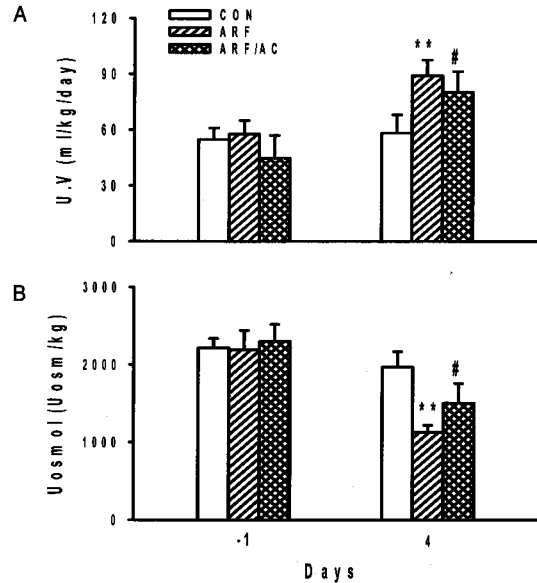 A
CON
ARF
ARF/AC
120
90
60
30
0
U.V (ml/kg/day)
** #
B
3000
2000
1000
0
Uosmol (Uosm/kg)
** #
-1 4
Days